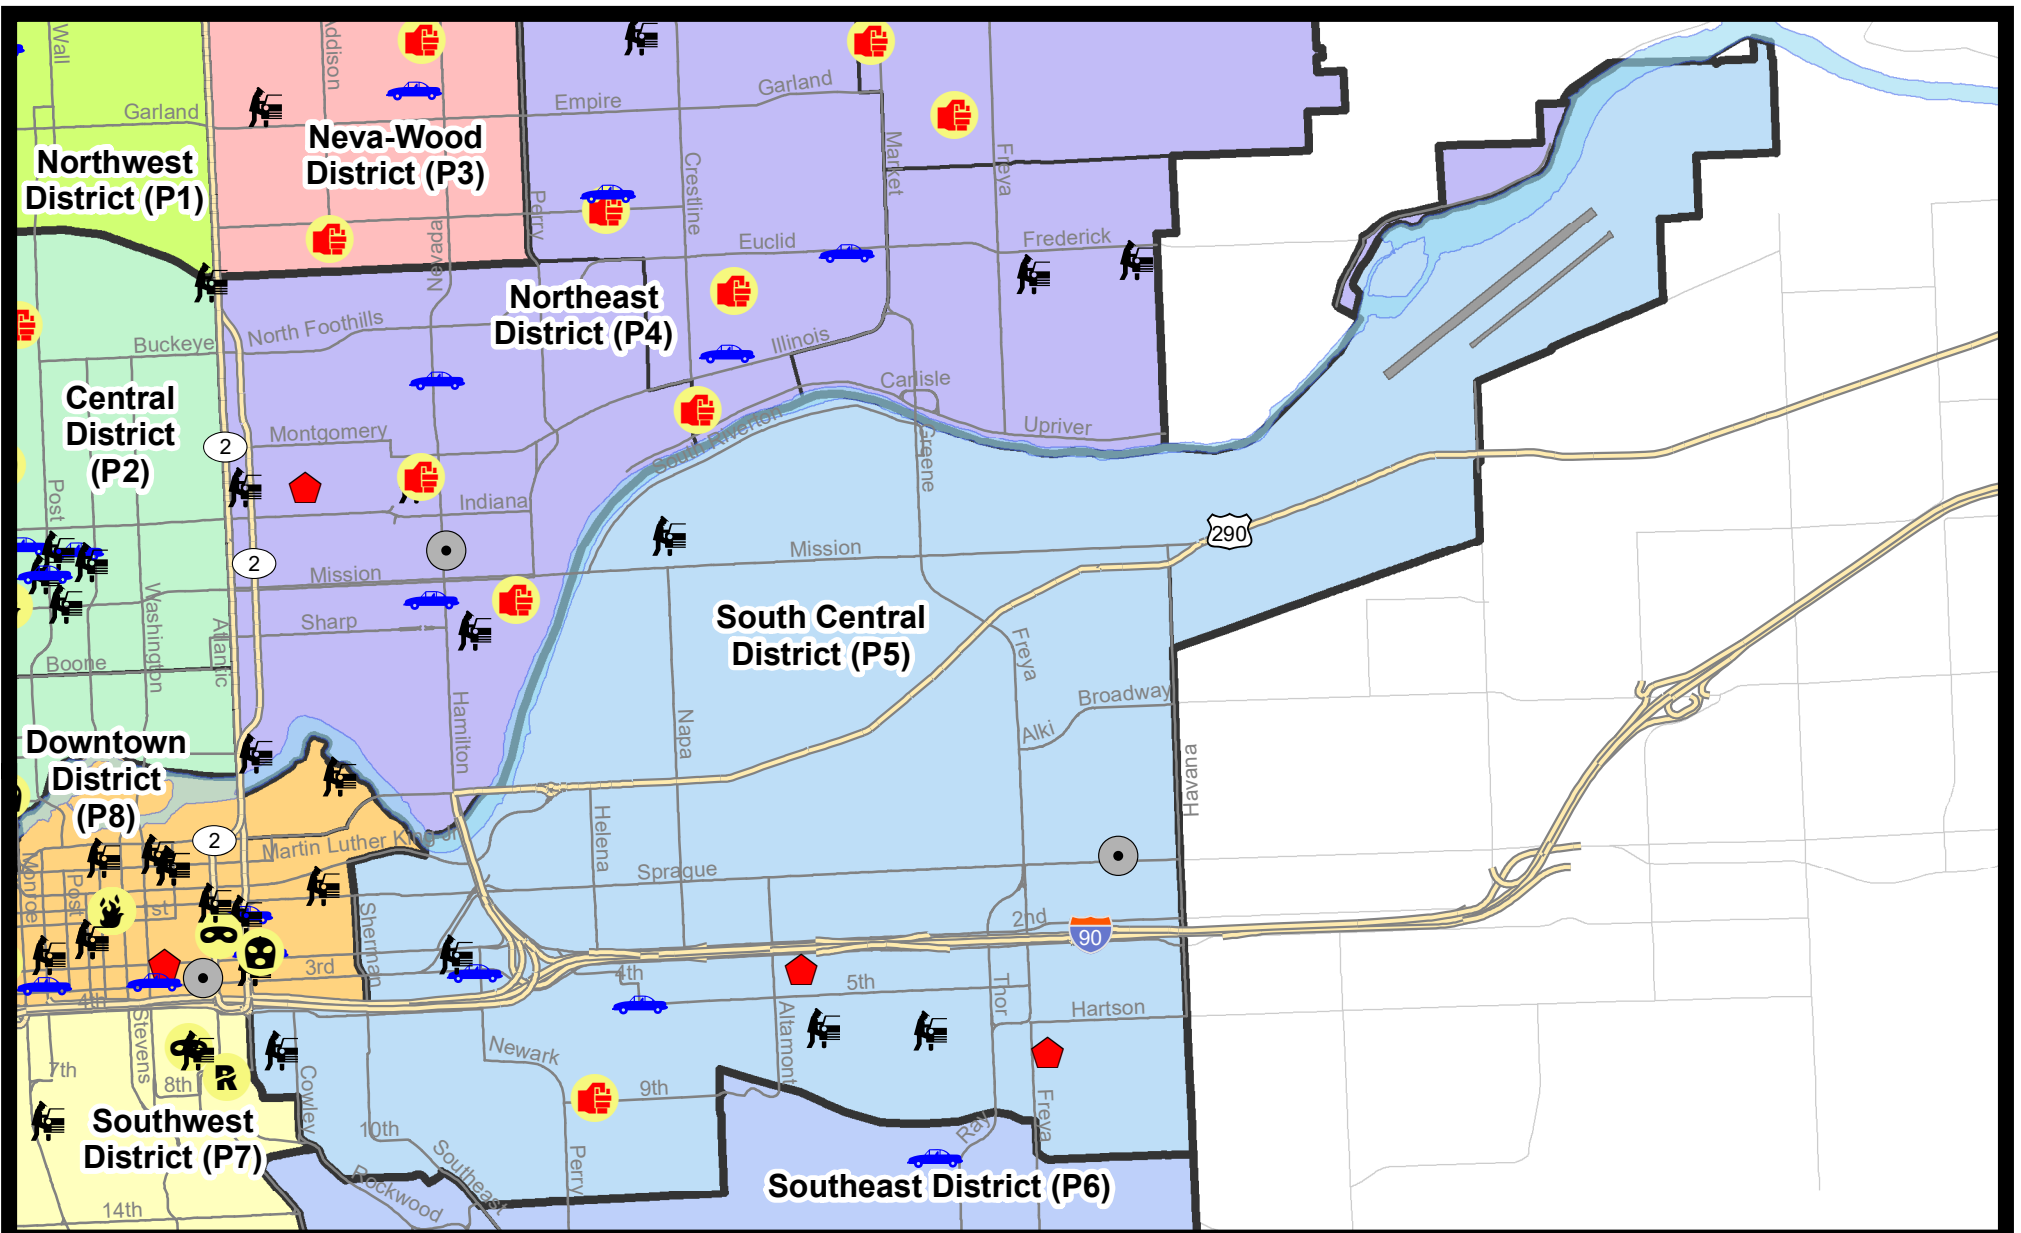 Wall
Addison
Garland
Empire
Garland
Northwest
District (P1)
Neva-Wood
District (P3)
Market
Crestline
Freya
Perry
Nevada
Euclid
Frederick
Northeast
District (P4)
North Foothills
Buckeye
Illinois
Carlisle
Central
District
(P2)
Montgomery
2
South Riverton
Upriver
Greene
Post
Indiana
290
Mission
2
Mission
Washington
Sharp
Atlantic
Boone
South Central
District (P5)
Freya
Broadway
Alki
Napa
Hamilton
Havana
Downtown
District
(P8)
2
Martin Luther King Jr
Helena
Sprague
Monroe
Post
st
Sherman
2nd
90
3rd
4th
5th
4th
Thor
Altamont
Hartson
Stevens
Newark
7th
8th
R
9th
Cowley
Freya
Ray
Southwest
District (P7)
10th
Southeast
Perry
Rockwood
Southeast District (P6)
14th